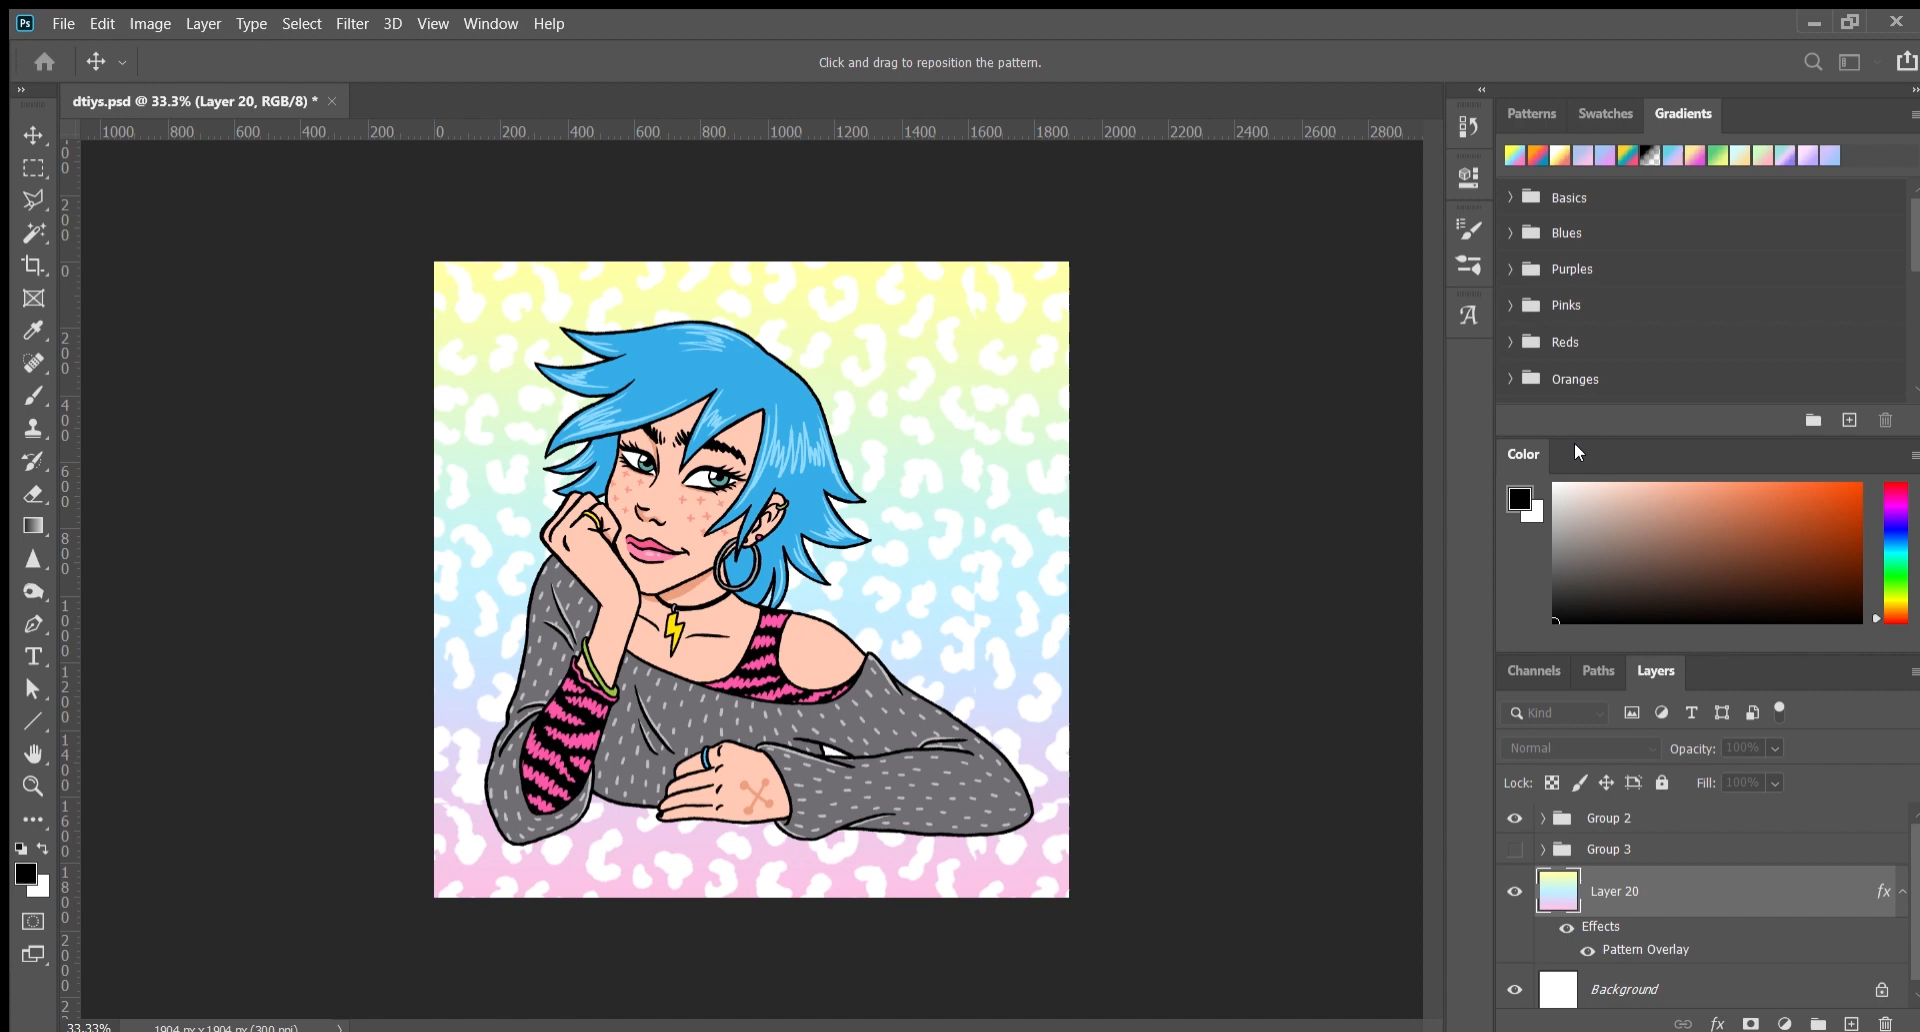 Ps File Edit Image Layer Type Select Filter 3D View Window Help
Click and drag to reposition the pattern.
dtiys.psd @ 33.3% (Layer 20, RGB/8) *
1000 800 600 400 200 0 200 400 600 800 1000 1200 1400 1600 1800 2000 2200 2400 2600 2800
Patterns Swatches Gradients
Basics
Blues
Purples
Pinks
Reds
Oranges
Color
Channels Paths Layers
Kind
Normal Opacity: 100%
Lock: Fill: 100%
Group 2
Group 3
Layer 20 fx
Effects
Pattern Overlay
Background
33.33% 1904 px x 1904 px (300 ppi)
fx